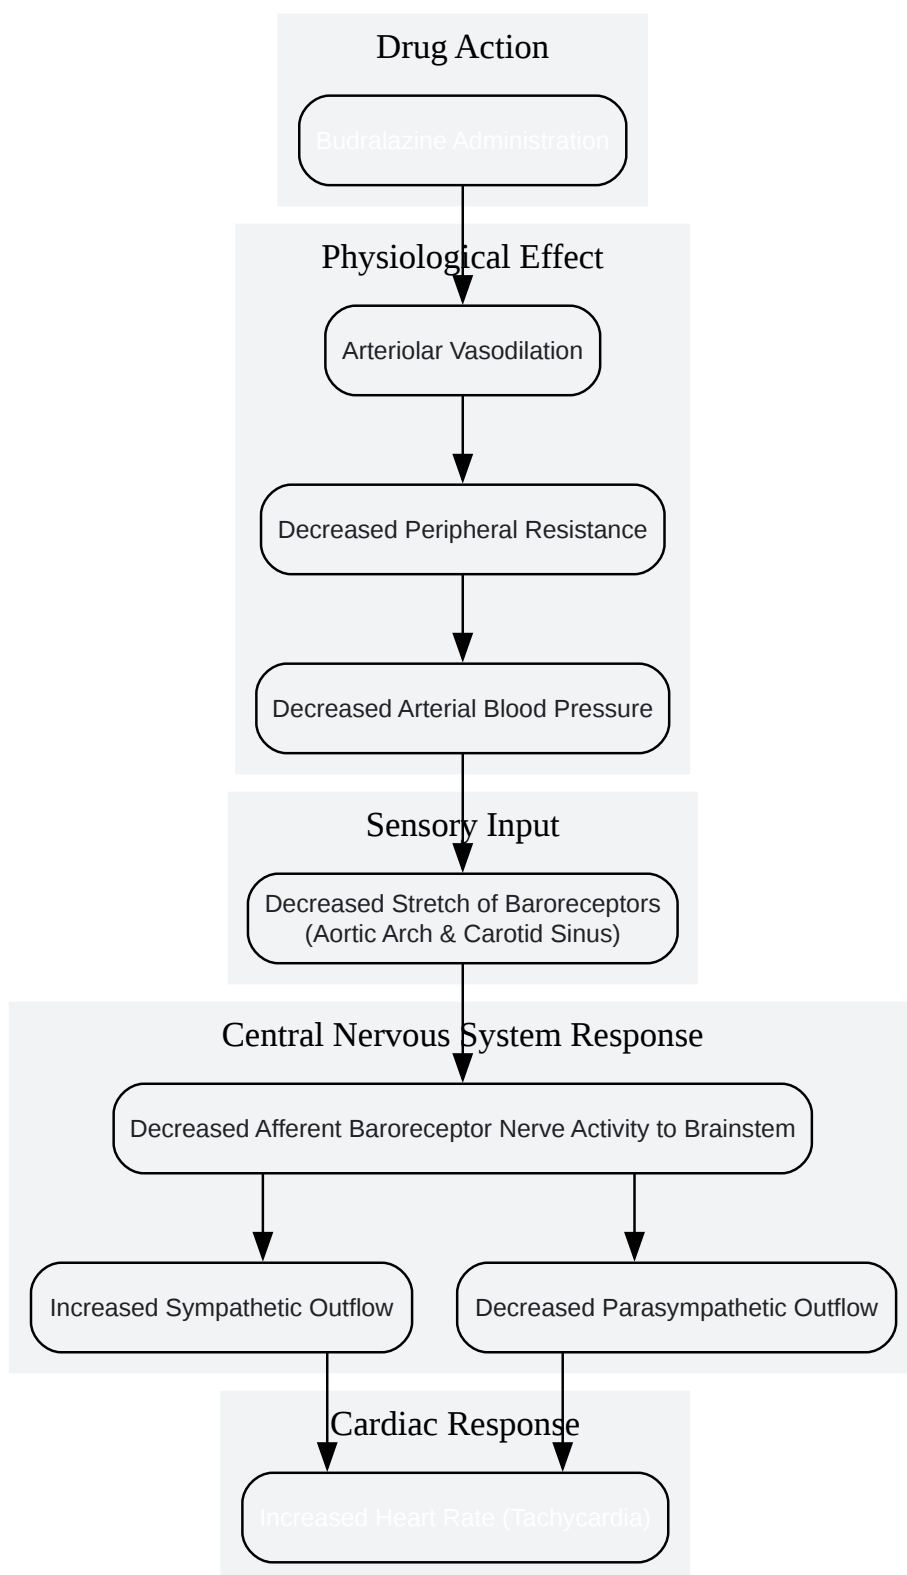 Drug Action
Budralazine Administration
Physiological Effect
Arteriolar Vasodilation
Decreased Peripheral Resistance
Decreased Arterial Blood Pressure
Sensory Input
Decreased Stretch of Baroreceptors
(Aortic Arch & Carotid Sinus)
Central Nervous System Response
Decreased Afferent Baroreceptor Nerve Activity to Brainstem
Increased Sympathetic Outflow
Decreased Parasympathetic Outflow
Cardiac Response
Increased Heart Rate (Tachycardia)